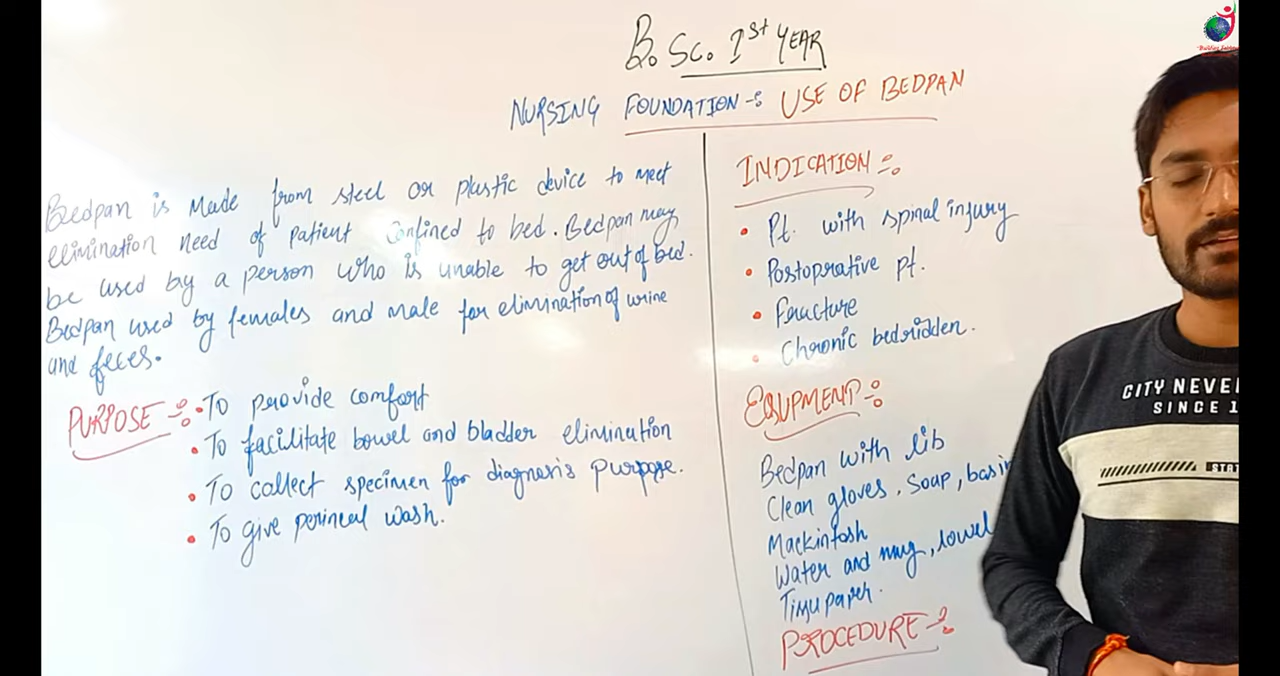 B.Sc. 1st YEAR
NURSING FOUNDATION -: USE OF BEDPAN
Bedpan is Made from steel or plastic device to meet
elimination need of patient confined to bed. Bedpan may
be used by a person who is unable to get out of bed.
Bedpan used by females and male for elimination of urine
and feces.
PURPOSE -:
• To provide comfort
• To facilitate bowel and bladder elimination
• To collect specimen for diagnosis purpose.
• To give perineal wash.
INDICATION -:
• Pt. with spinal injury
• Postoprative pt.
• Feructure
• Chronic bedridden.
EQUPMENT -:
Bedpan with lib
Clean gloves, Soap, basin
Mackintosh
Water and mug, towel
Tissu paper.
PROCEDURE -:
CITY NEVE
SINCE 1
STAT